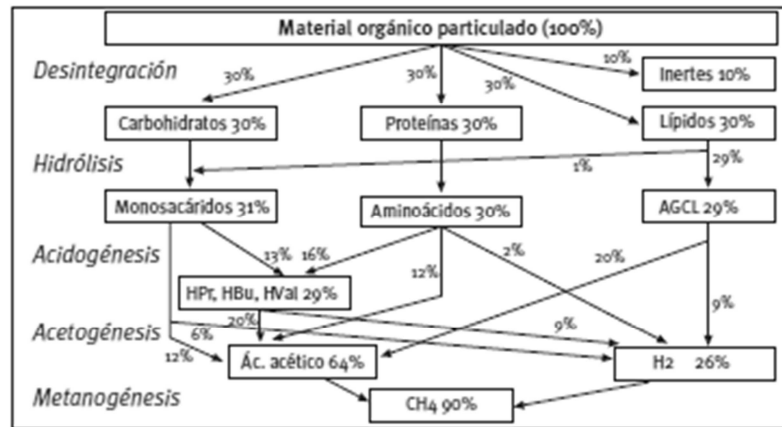 Material orgánico particulado (100%)
Desintegración
30%
30%
30%
10%
Inertes 10%
Carbohidratos 30%
Proteínas 30%
Lípidos 30%
Hidrólisis
1%
29%
Monosacáridos 31%
Aminoácidos 30%
AGCL 29%
Acidogénesis
13%
16%
12%
2%
20%
9%
HPr, HBu, HVal 29%
Acetogénesis
6%
20%
9%
12%
Ác. acético 64%
H2 26%
Metanogénesis
CH4 90%